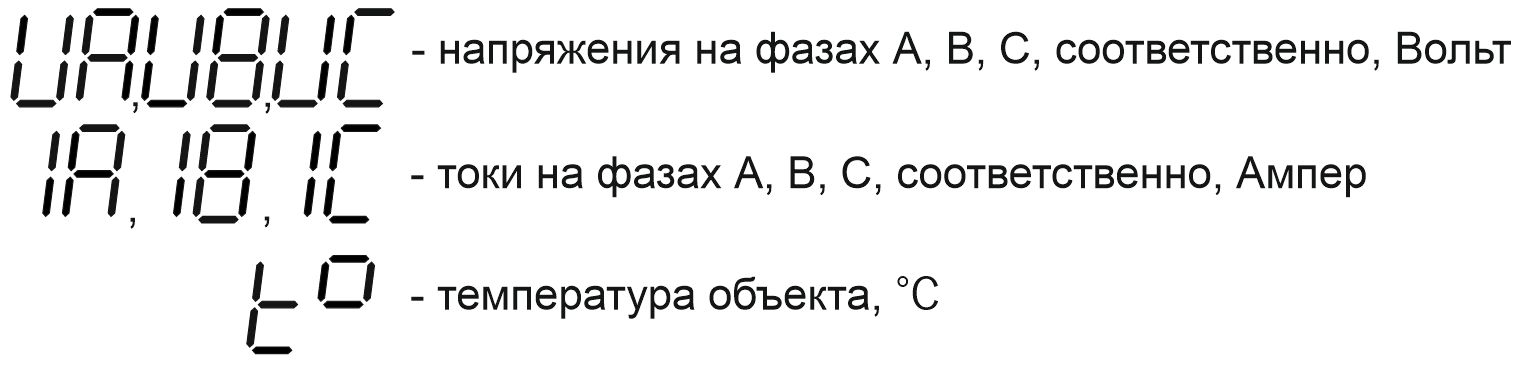 UA, UB, UC - напряжения на фазах А, В, С, соответственно, Вольт
IA, IB, IC - токи на фазах А, В, С, соответственно, Ампер
t° - температура объекта, °C